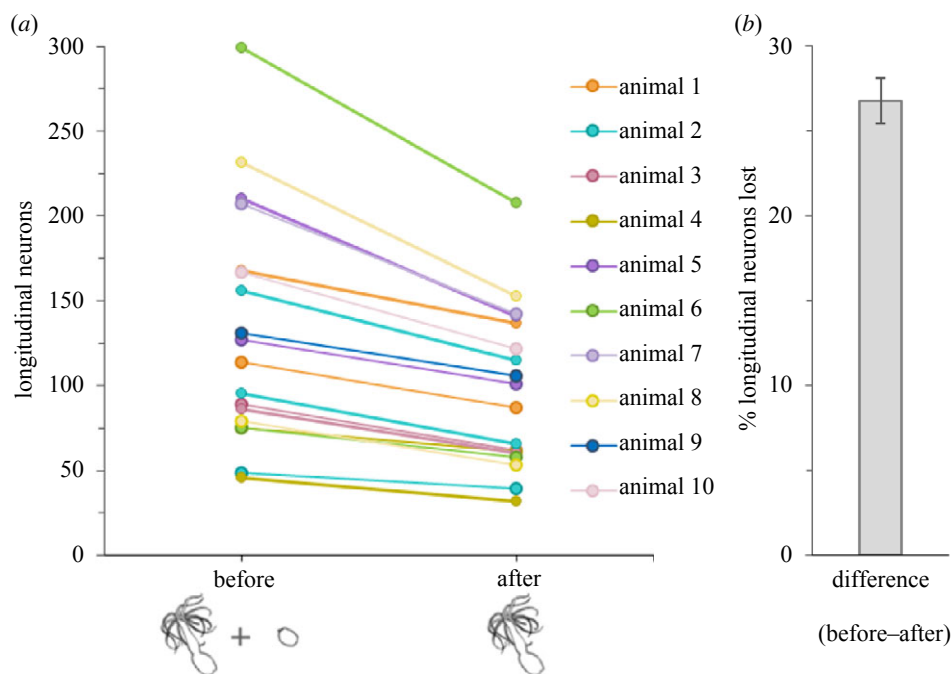 (a)
300
250
200
150
100
50
0
longitudinal neurons
before
after
+
animal 1
animal 2
animal 3
animal 4
animal 5
animal 6
animal 7
animal 8
animal 9
animal 10
(b)
30
20
10
0
% longitudinal neurons lost
difference
(before–after)